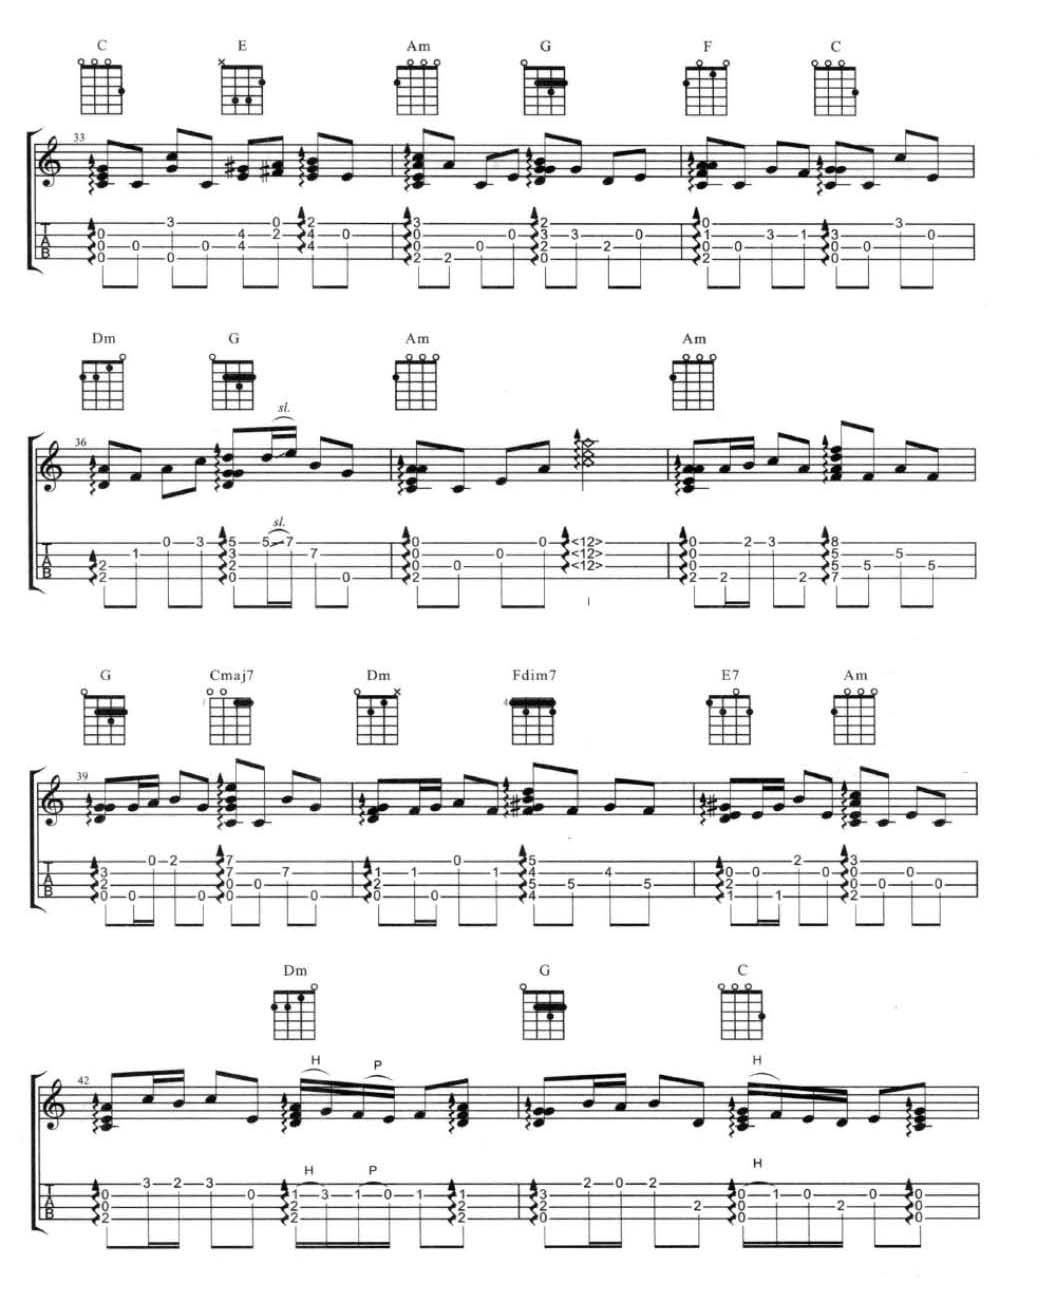 C E Am G F C
33
0 0 0 0 3 0 0 4 4 0 2 2 4 4 0
3 0 0 2 2 0 0 2 3 2 0 3 2 0
0 1 0 2 0 3 1 3 0 0 0 3 0
Dm G Am Am
sl.
36
sl.
2 2 1 0 3 5 3 2 0 5 7 7 0
0 0 0 2 0 0 0 <12> <12> <12>
0 0 0 2 2 2 3 2 8 5 5 7 5 5 5
G Cmaj7 Dm Fdim7 E7 Am
4
39
3 2 0 0 0 2 0 7 7 0 0 0 7 0
1 2 0 1 0 0 1 5 4 5 4 5 4 5
0 2 1 0 1 2 0 3 0 0 2 0 0 0
Dm G C
H P H
42
H P H
0 0 2 3 2 3 0 1 2 2 3 1 0 1 1 2 2
3 2 0 2 0 2 2 0 0 0 1 0 2 0 0 0 0